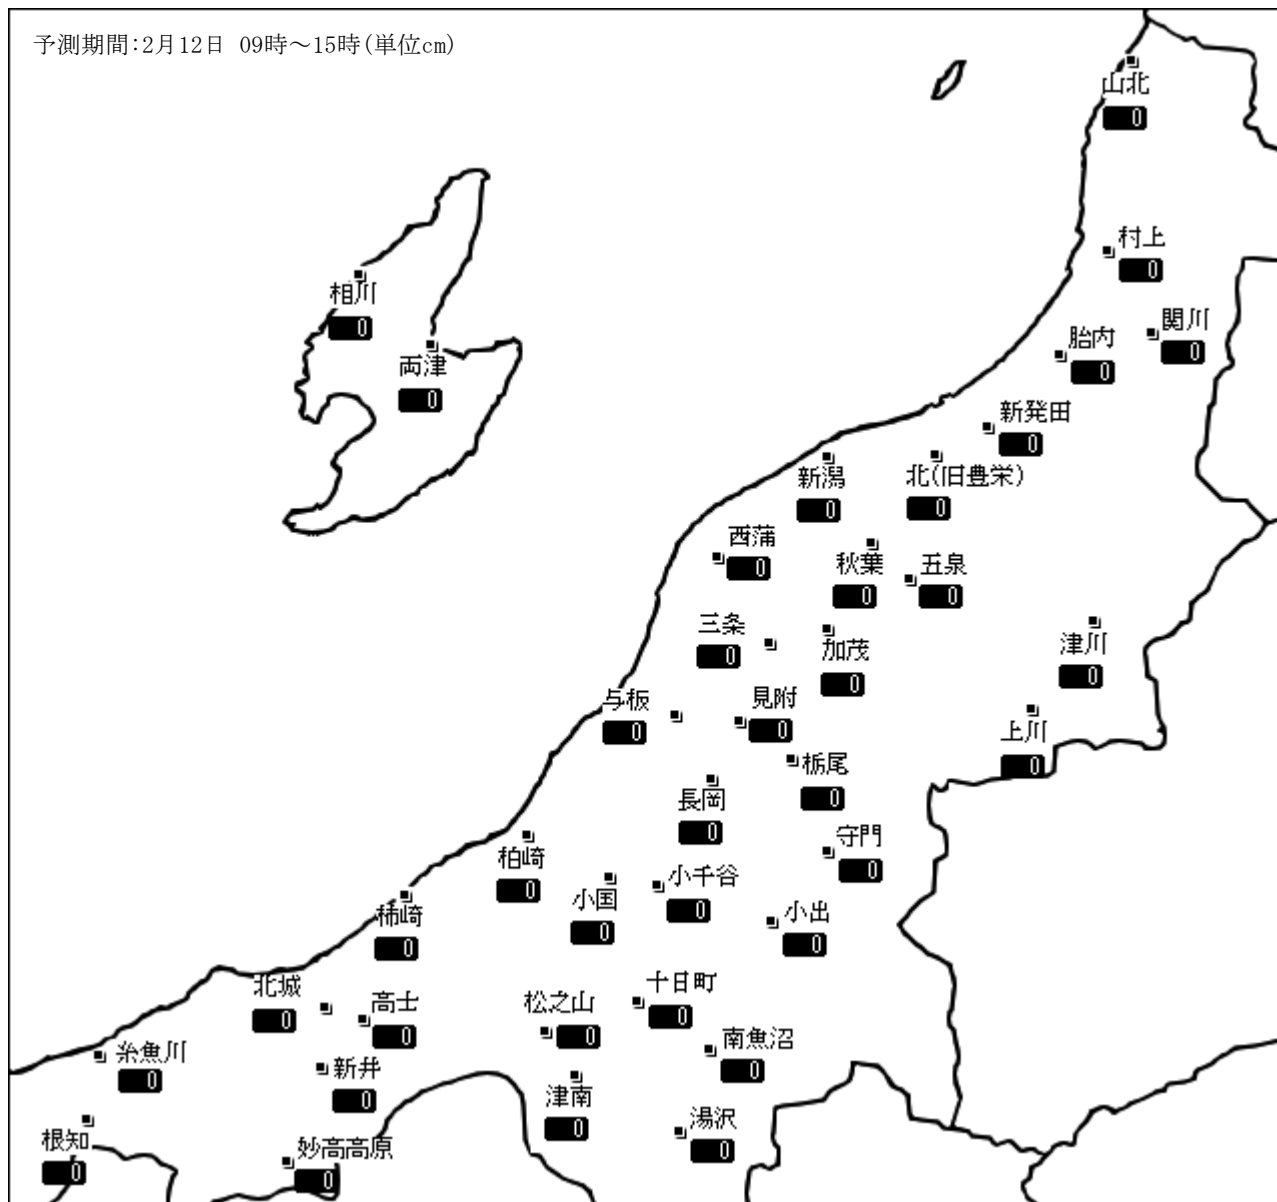 予測期間:2月12日 09時~15時(単位cm)
山北
0
村上
0
相川
0
関川
0
胎内
0
両津
0
新発田
0
新潟
0
北(旧豊栄)
0
西蒲
0
秋葉
0
五泉
0
三条
0
加茂
0
津川
0
与板
0
見附
0
上川
0
栃尾
0
長岡
0
守門
0
柏崎
0
小国
0
小千谷
0
小出
0
柿崎
0
北城
0
高士
0
松之山
0
十日町
0
南魚沼
0
糸魚川
0
新井
0
津南
0
湯沢
0
根知
0
妙高高原
0